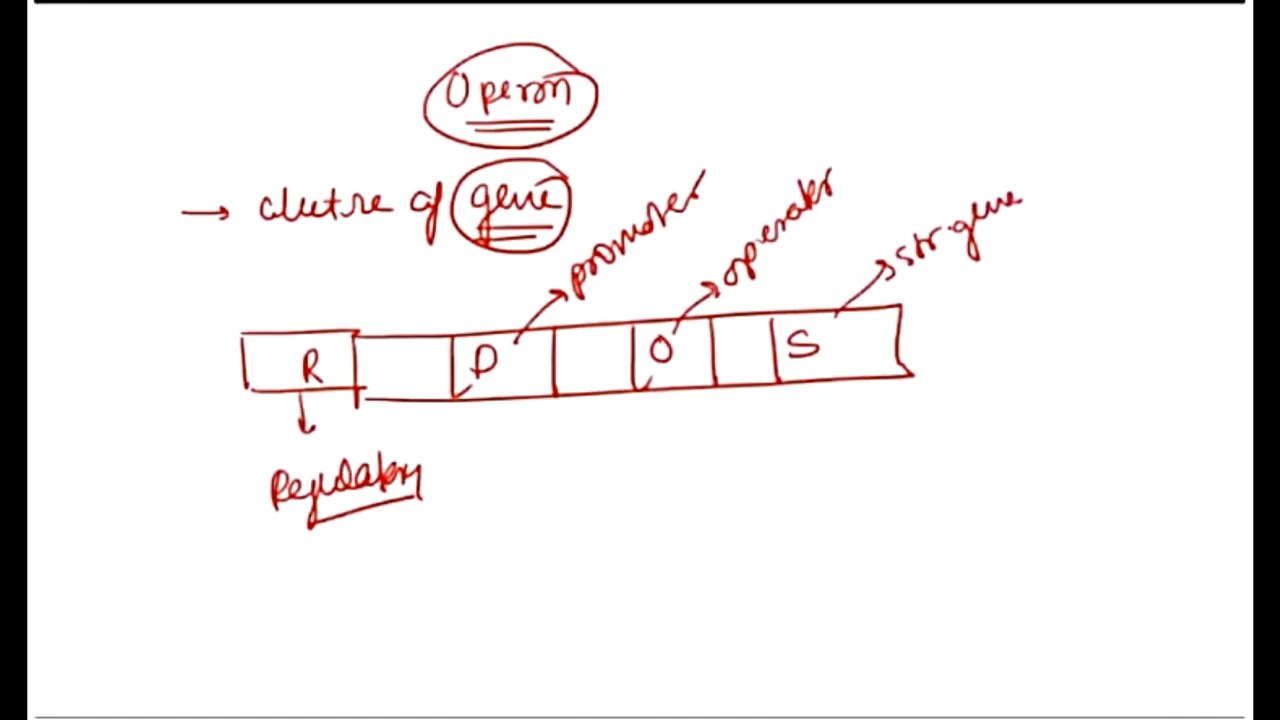 Operon
→ clutre of gene
promoter
operator
str. gene
R P O S
Regulatory